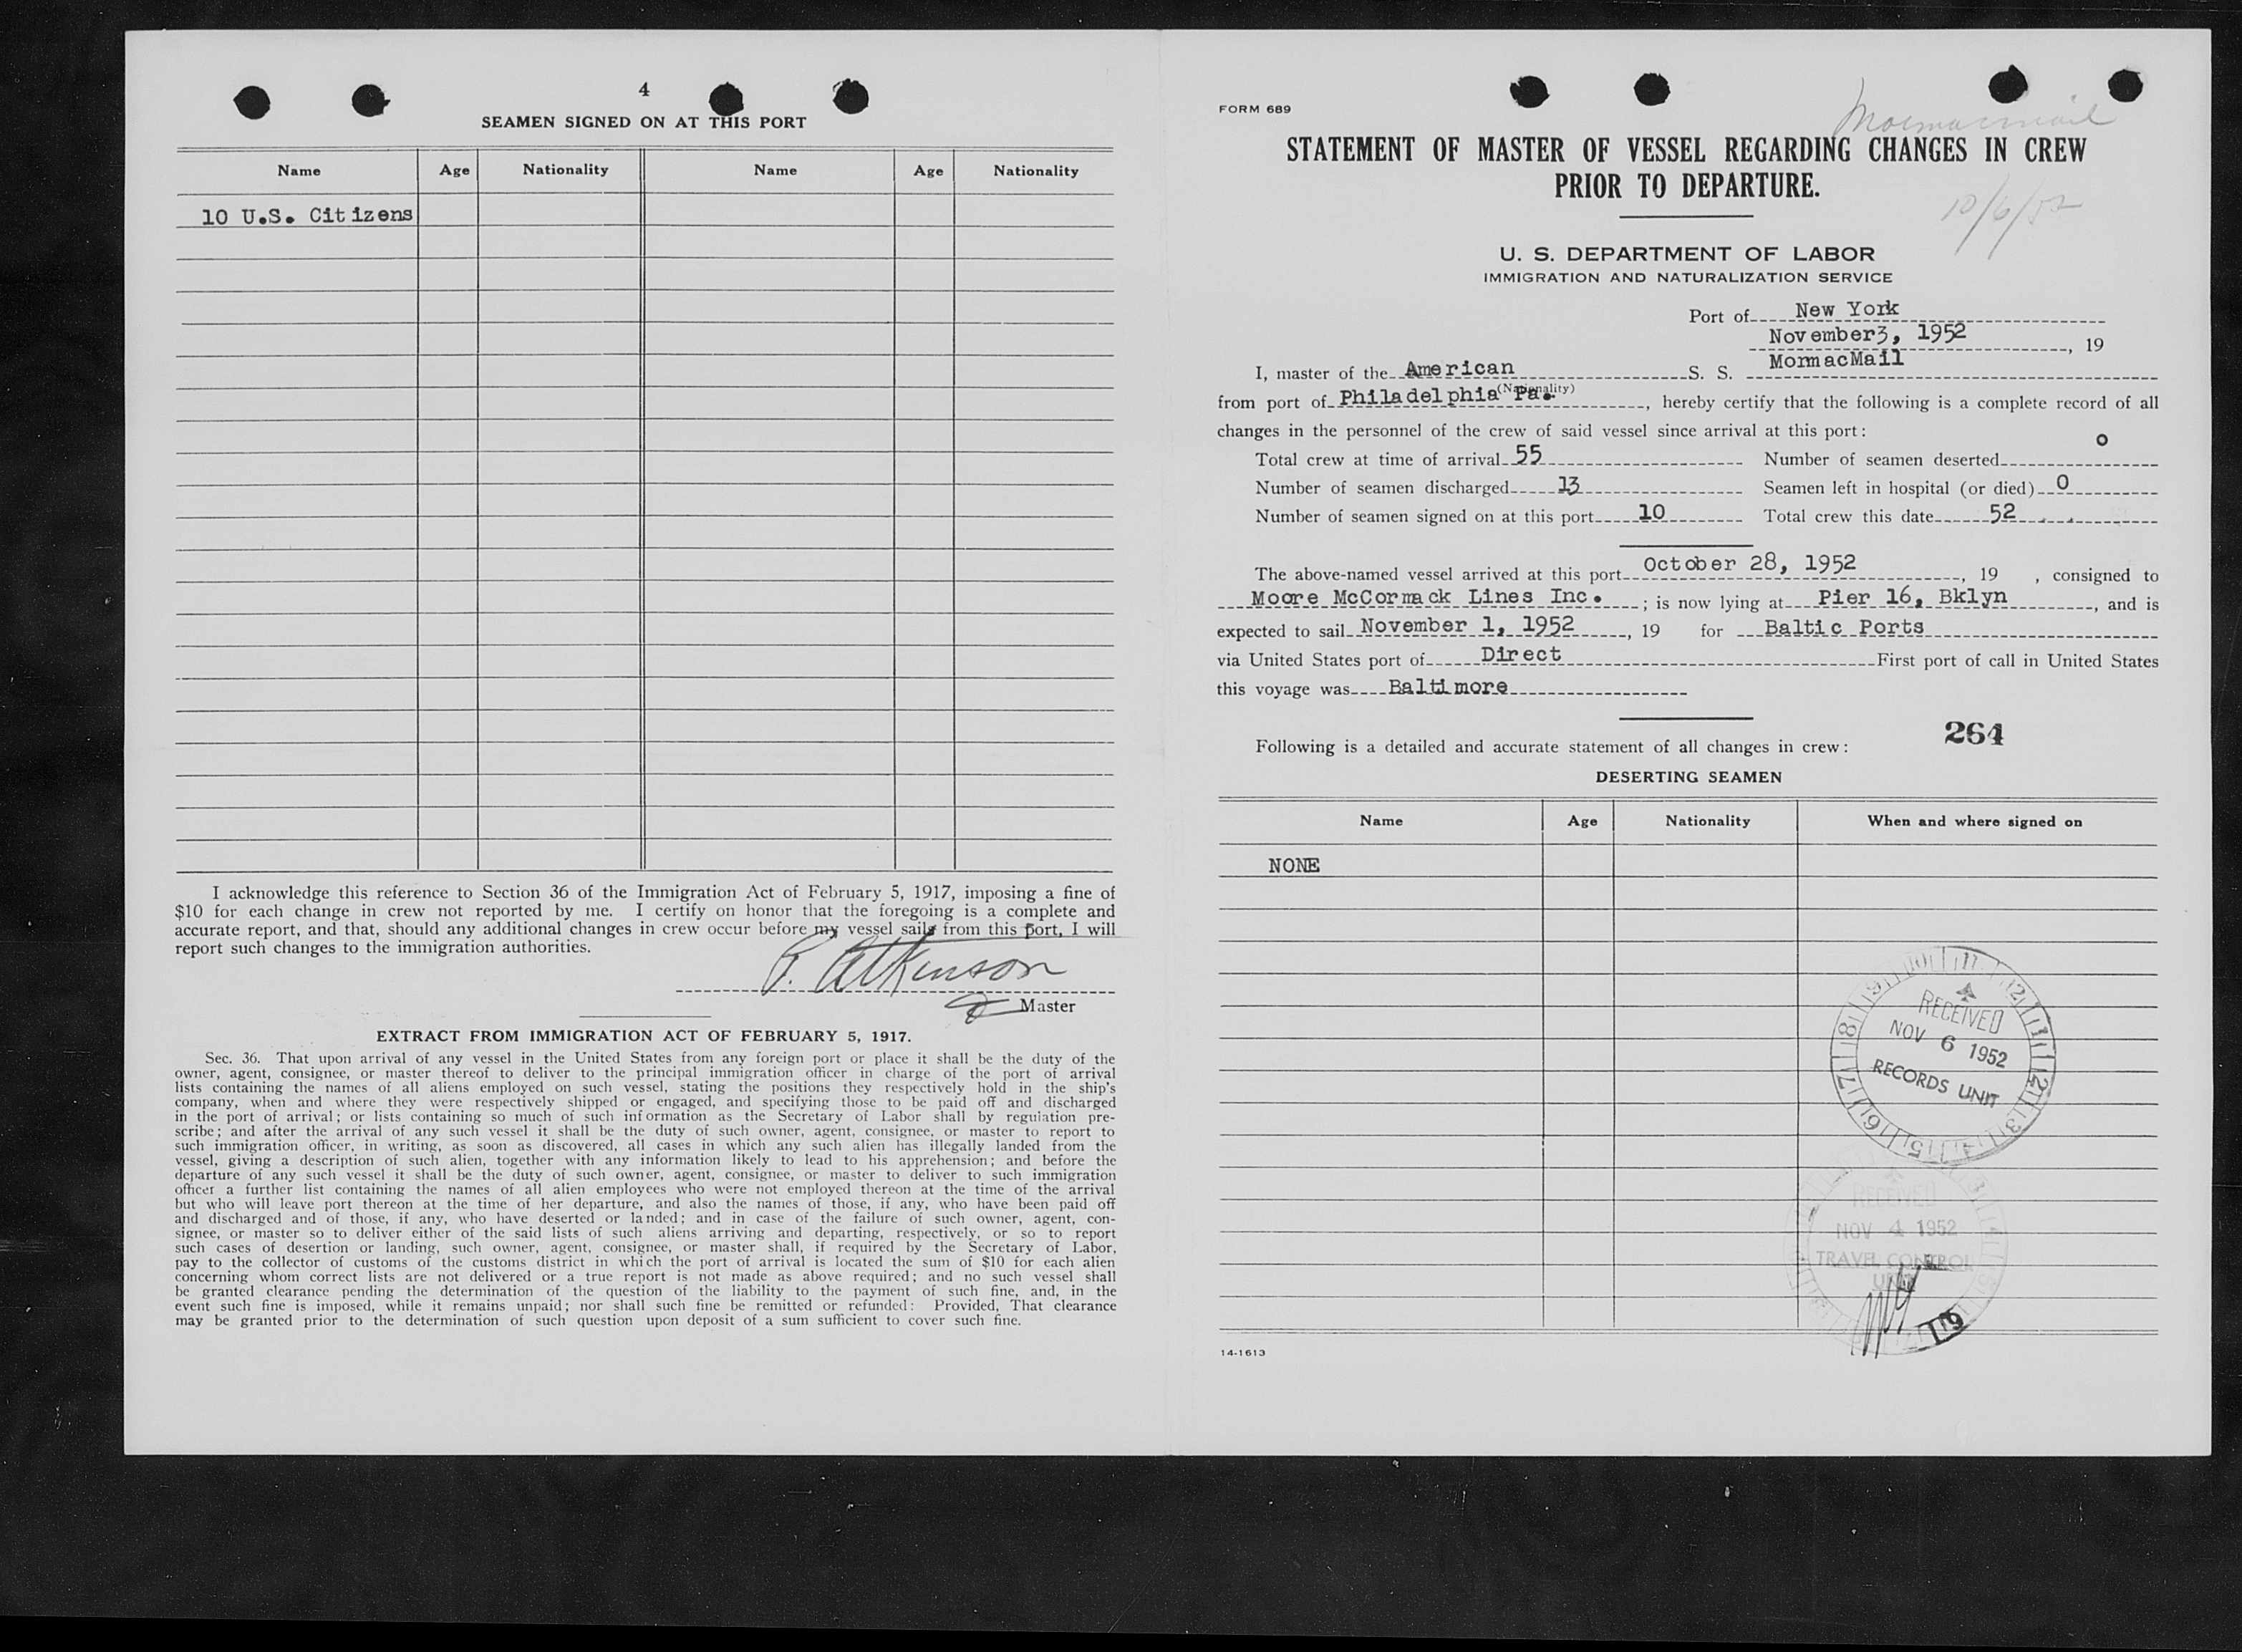 4
SEAMEN SIGNED ON AT THIS PORT
Name Age Nationality Name Age Nationality
10 U.S. Citizens
I acknowledge this reference to Section 36 of the Immigration Act of February 5, 1917, imposing a fine of
$10 for each change in crew not reported by me. I certify on honor that the foregoing is a complete and
accurate report, and that, should any additional changes in crew occur before my vessel sails from this port, I will
report such changes to the immigration authorities.
Atkinson
Master
EXTRACT FROM IMMIGRATION ACT OF FEBRUARY 5, 1917.
Sec. 36. That upon arrival of any vessel in the United States from any foreign port or place it shall be the duty of the
owner, agent, consignee, or master thereof to deliver to the principal immigration officer in charge of the port of arrival
lists containing the names of all aliens employed on such vessel, stating the positions they respectively hold in the ship's
company, when and where they were respectively shipped or engaged, and specifying those to be paid off and discharged
in the port of arrival; or lists containing so much of such information as the Secretary of Labor shall by regulation pre-
scribe; and after the arrival of any such vessel it shall be the duty of such owner, agent, consignee, or master to report to
such immigration officer, in writing, as soon as discovered, all cases in which any such alien has illegally landed from the
vessel, giving a description of such alien, together with any information likely to lead to his apprehension; and before the
departure of any such vessel it shall be the duty of such owner, agent, consignee, or master to deliver to such immigration
officer a further list containing the names of all alien employees who were not employed thereon at the time of the arrival
but who will leave port thereon at the time of her departure, and also the names of those, if any, who have been paid off
and discharged and of those, if any, who have deserted or landed; and in case of the failure of such owner, agent, con-
signee, or master so to deliver either of the said lists of such aliens arriving and departing, respectively, or so to report
such cases of desertion or landing, such owner, agent, consignee, or master shall, if required by the Secretary of Labor,
pay to the collector of customs of the customs district in which the port of arrival is located the sum of $10 for each alien
concerning whom correct lists are not delivered or a true report is not made as above required; and no such vessel shall
be granted clearance pending the determination of the question of the liability to the payment of such fine, and, in the
event such fine is imposed, while it remains unpaid; nor shall such fine be remitted or refunded: Provided, That clearance
may be granted prior to the determination of such question upon deposit of a sum sufficient to cover such fine.
FORM 689
Mormacmail
STATEMENT OF MASTER OF VESSEL REGARDING CHANGES IN CREW
PRIOR TO DEPARTURE.
10/6/52
U. S. DEPARTMENT OF LABOR
IMMIGRATION AND NATURALIZATION SERVICE
Port of New York
November3, 1952, 19
I, master of the American S. S. MormacMail
(Nationality)
from port of Philadelphia Pa., hereby certify that the following is a complete record of all
changes in the personnel of the crew of said vessel since arrival at this port:
Total crew at time of arrival 55 Number of seamen deserted 0
Number of seamen discharged 13 Seamen left in hospital (or died) 0
Number of seamen signed on at this port 10 Total crew this date 52
The above-named vessel arrived at this port October 28, 1952, 19 , consigned to
Moore McCormack Lines Inc. ; is now lying at Pier 16, Bklyn, and is
expected to sail November 1, 1952, 19 for Baltic Ports
via United States port of Direct First port of call in United States
this voyage was Baltimore
264
Following is a detailed and accurate statement of all changes in crew:
DESERTING SEAMEN
Name Age Nationality When and where signed on
NONE
RECEIVED
NOV 6 1952
RECORDS UNIT
RECEIVED
NOV 4 1952
TRAVEL CONTROL
UNIT
14-1613